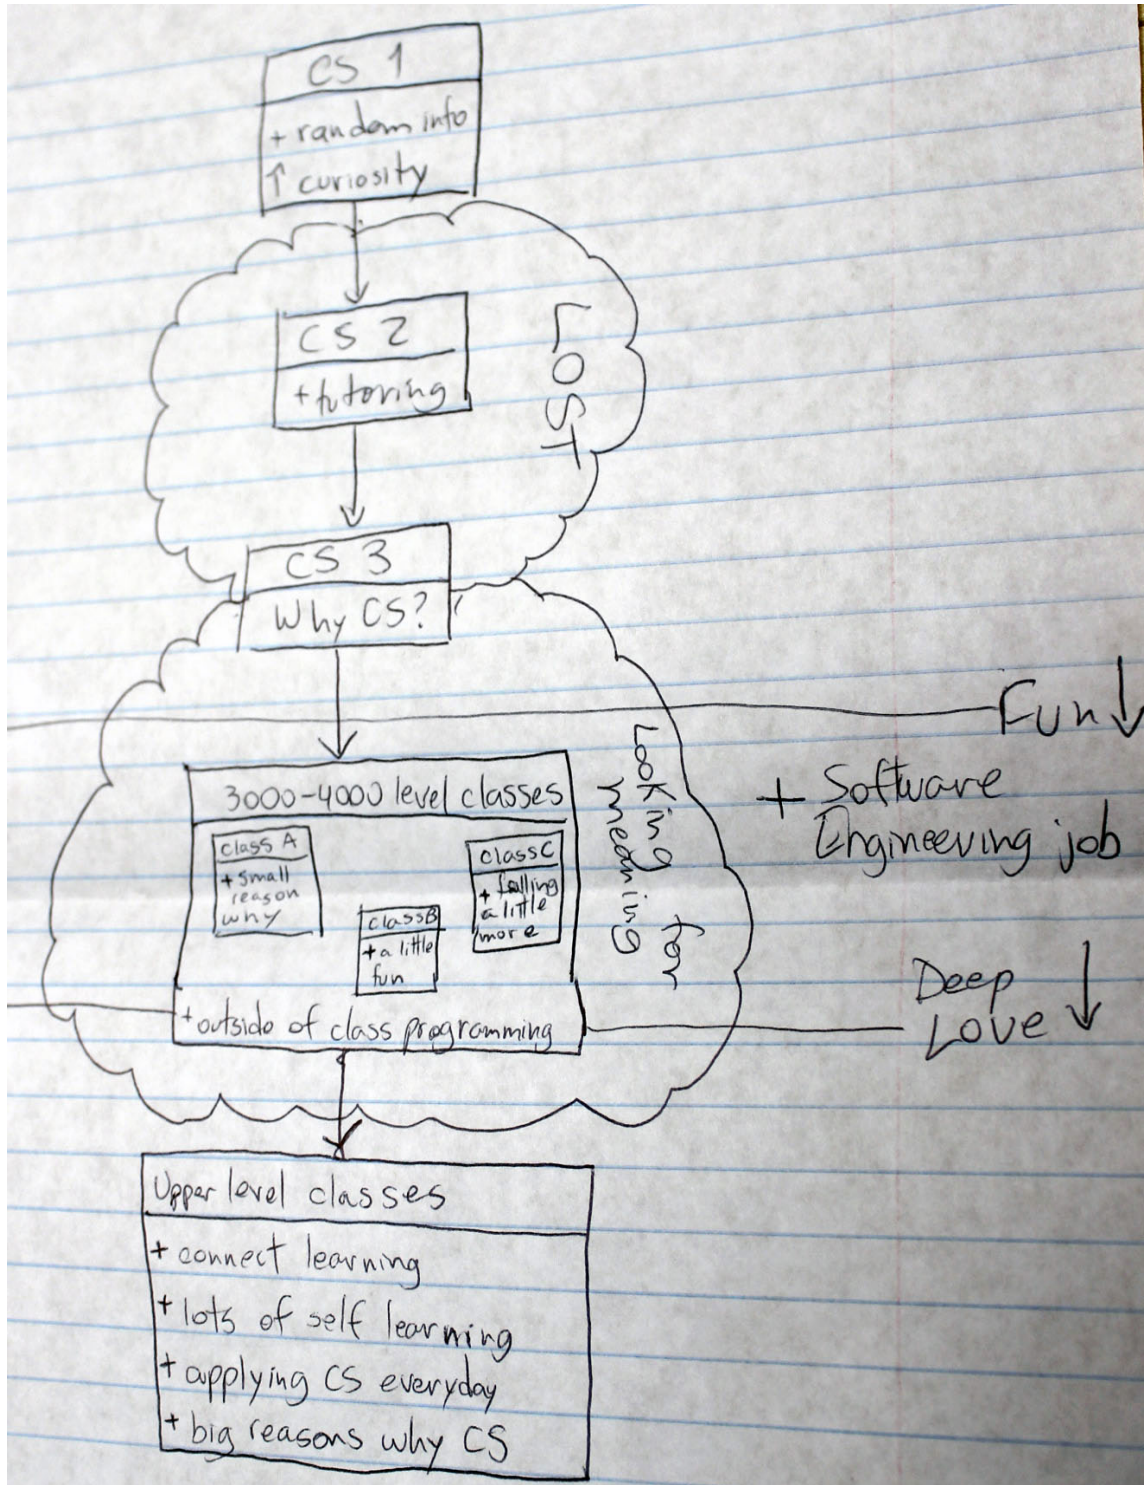 CS 1
+ random info
↑ curiosity
CS 2
+ tutoring
LOST
CS 3
Why CS?
Fun ↓
+ Software
Engineering job
3000-4000 level classes
class A
+ small
reason
why
class B
+ a little
fun
class C
+ falling
a little
more
+ outside of class programming
Looking for
meaning
Deep
Love ↓
Upper level classes
+ connect learning
+ lots of self learning
+ applying CS everyday
+ big reasons why CS